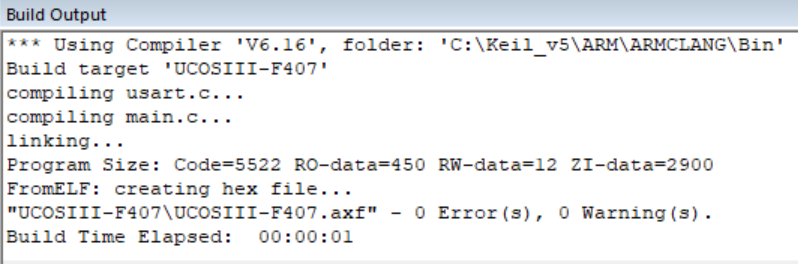 Build Output
*** Using Compiler 'V6.16', folder: 'C:\Keil_v5\ARM\ARMCLANG\Bin'
Build target 'UCOSIII-F407'
compiling usart.c...
compiling main.c...
linking...
Program Size: Code=5522 RO-data=450 RW-data=12 ZI-data=2900
FromELF: creating hex file...
"UCOSIII-F407\UCOSIII-F407.axf" - 0 Error(s), 0 Warning(s).
Build Time Elapsed:  00:00:01